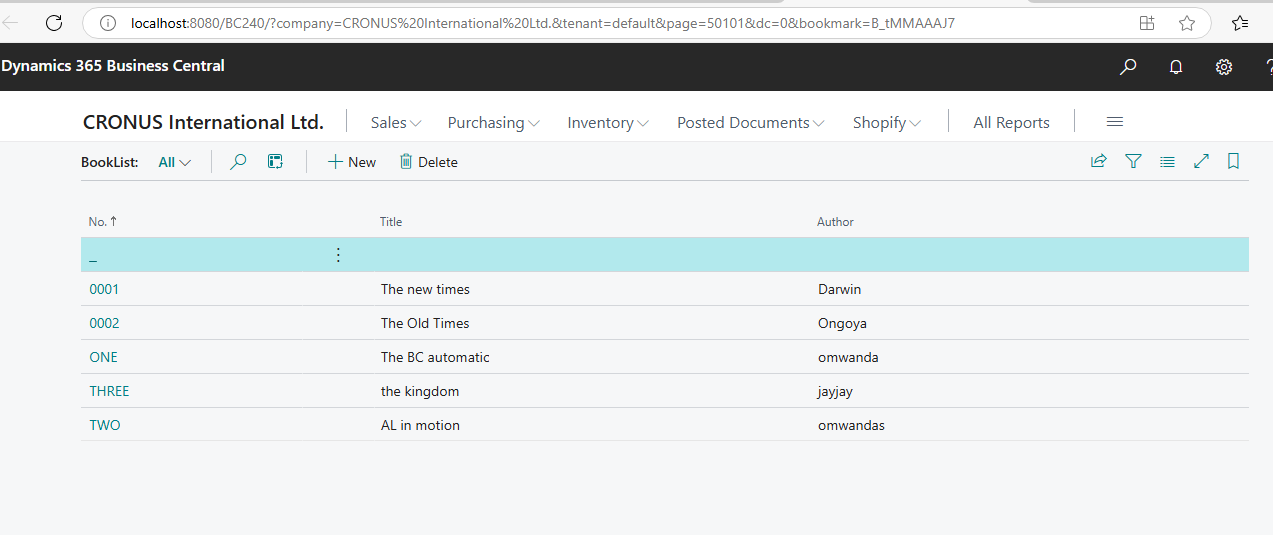 localhost:8080/BC240/?company=CRONUS%20International%20Ltd.&tenant=default&page=50101&dc=0&bookmark=B_tMMAAAJ7
Dynamics 365 Business Central
CRONUS International Ltd. Sales Purchasing Inventory Posted Documents Shopify All Reports
BookList: All New Delete
No. ↑ Title Author
_
0001 The new times Darwin
0002 The Old Times Ongoya
ONE The BC automatic omwanda
THREE the kingdom jayjay
TWO AL in motion omwandas